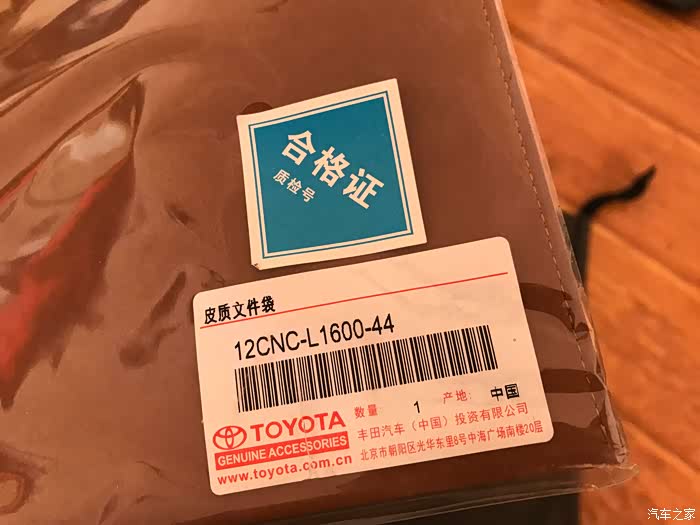 合格证
质检号
皮质文件袋
12CNC-L1600-44
数量 1 产地: 中国
TOYOTA
GENUINE ACCESSORIES
丰田汽车（中国）投资有限公司
北京市朝阳区光华东里8号中海广场南楼20层
www.toyota.com.cn
汽车之家